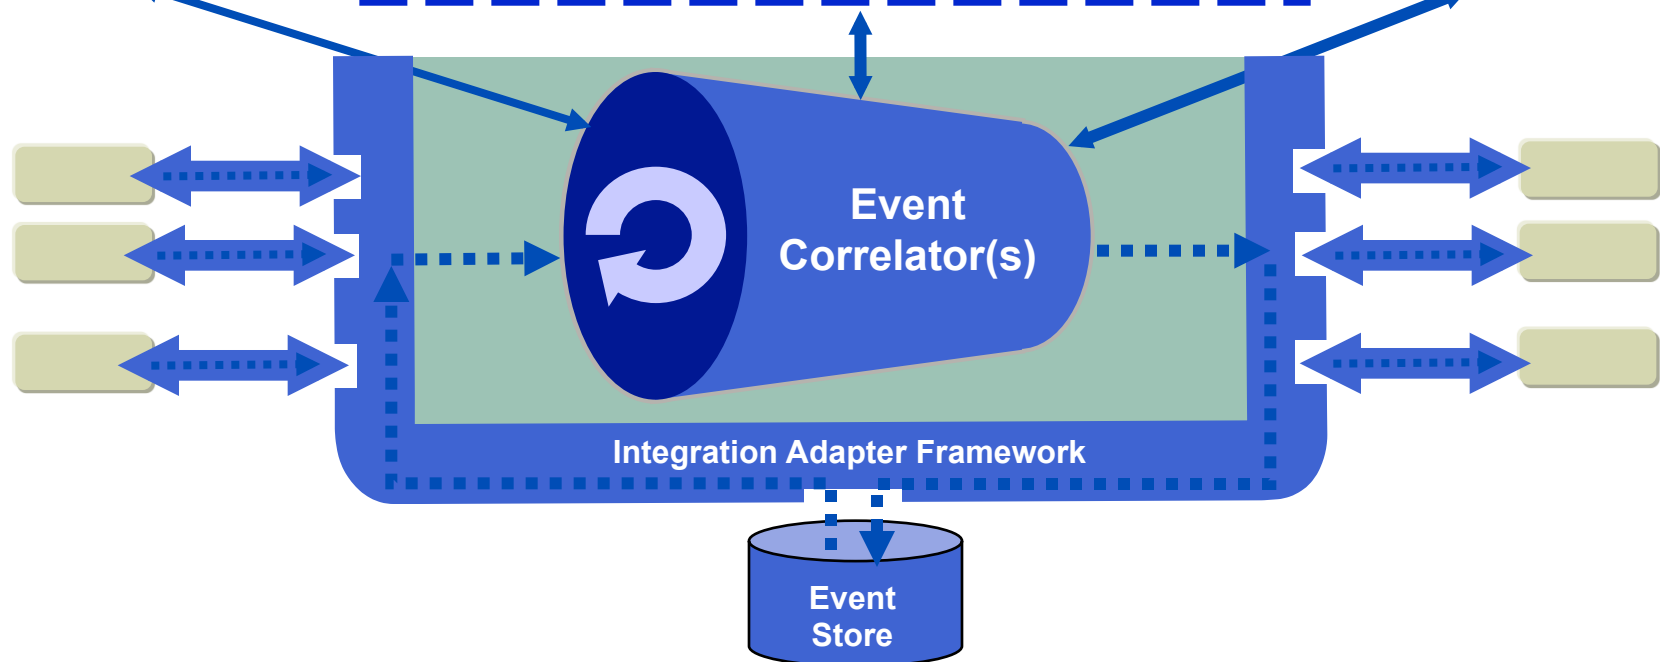 Event
Correlator(s)
Integration Adapter Framework
Event
Store